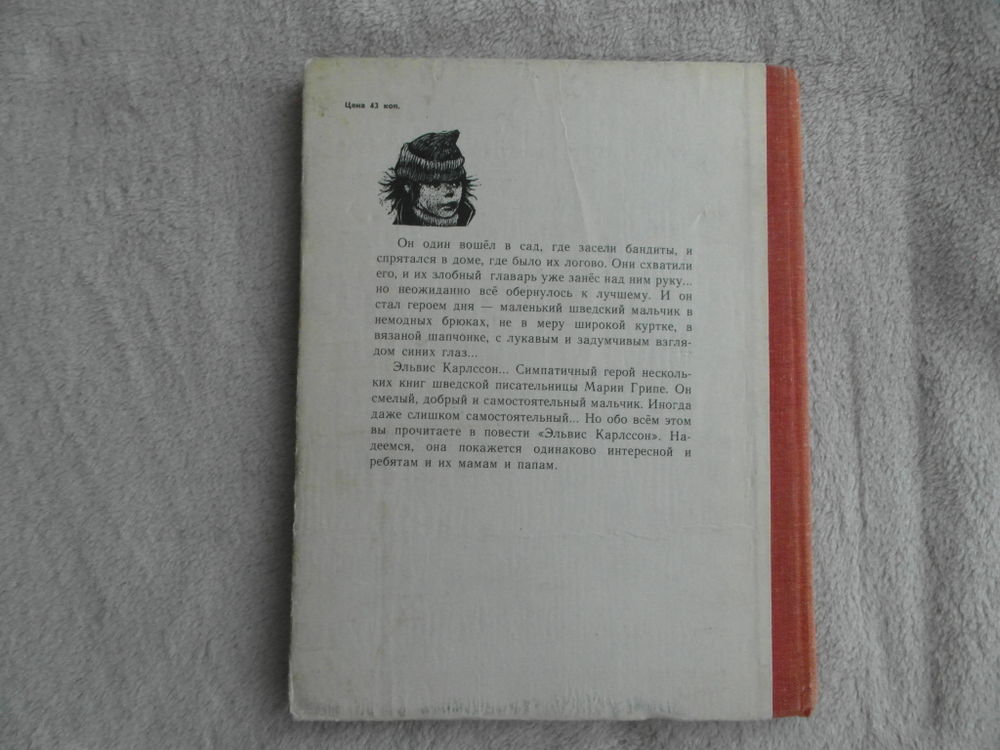 Цена 43 коп.
Он один вошёл в сад, где засели бандиты, и
спрятался в доме, где было их логово. Они схватили
его, и их злобный главарь уже занёс над ним руку...
но неожиданно всё обернулось к лучшему. И он
стал героем дня — маленький шведский мальчик в
немодных брюках, не в меру широкой куртке, в
вязаной шапчонке, с лукавым и задумчивым взгля-
дом синих глаз...
Эльвис Карлссон... Симпатичный герой несколь-
ких книг шведской писательницы Марии Грипе. Он
смелый, добрый и самостоятельный мальчик. Иногда
даже слишком самостоятельный... Но обо всём этом
вы прочитаете в повести «Эльвис Карлссон». На-
деемся, она покажется одинаково интересной и
ребятам и их мамам и папам.